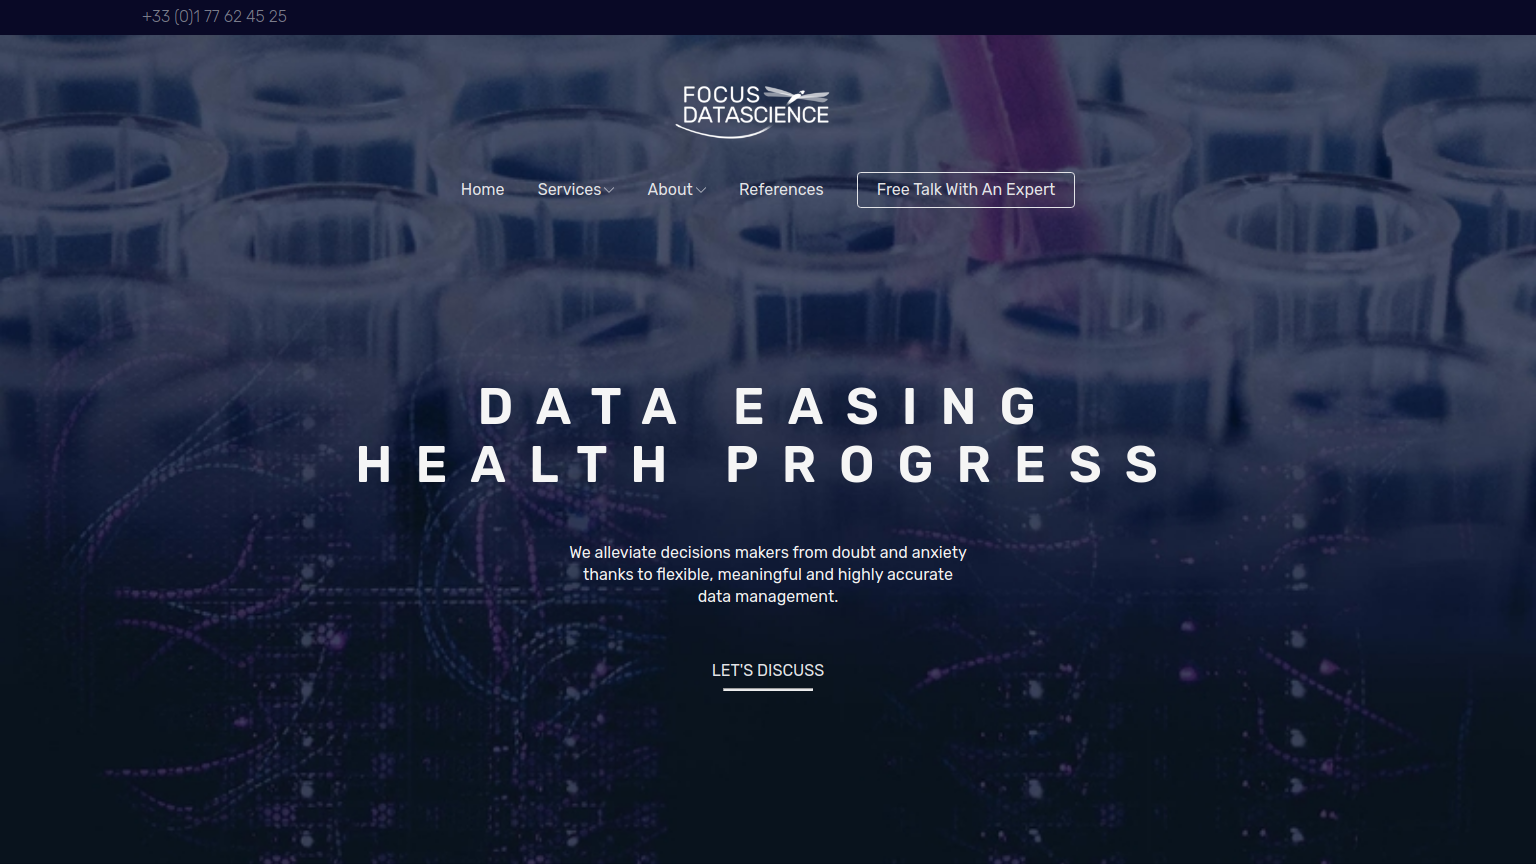 +33 (0)1 77 62 45 25
FOCUS
DATASCIENCE
Home Services About References Free Talk With An Expert
DATA EASING
HEALTH PROGRESS
We alleviate decisions makers from doubt and anxiety
thanks to flexible, meaningful and highly accurate
data management.
LET'S DISCUSS